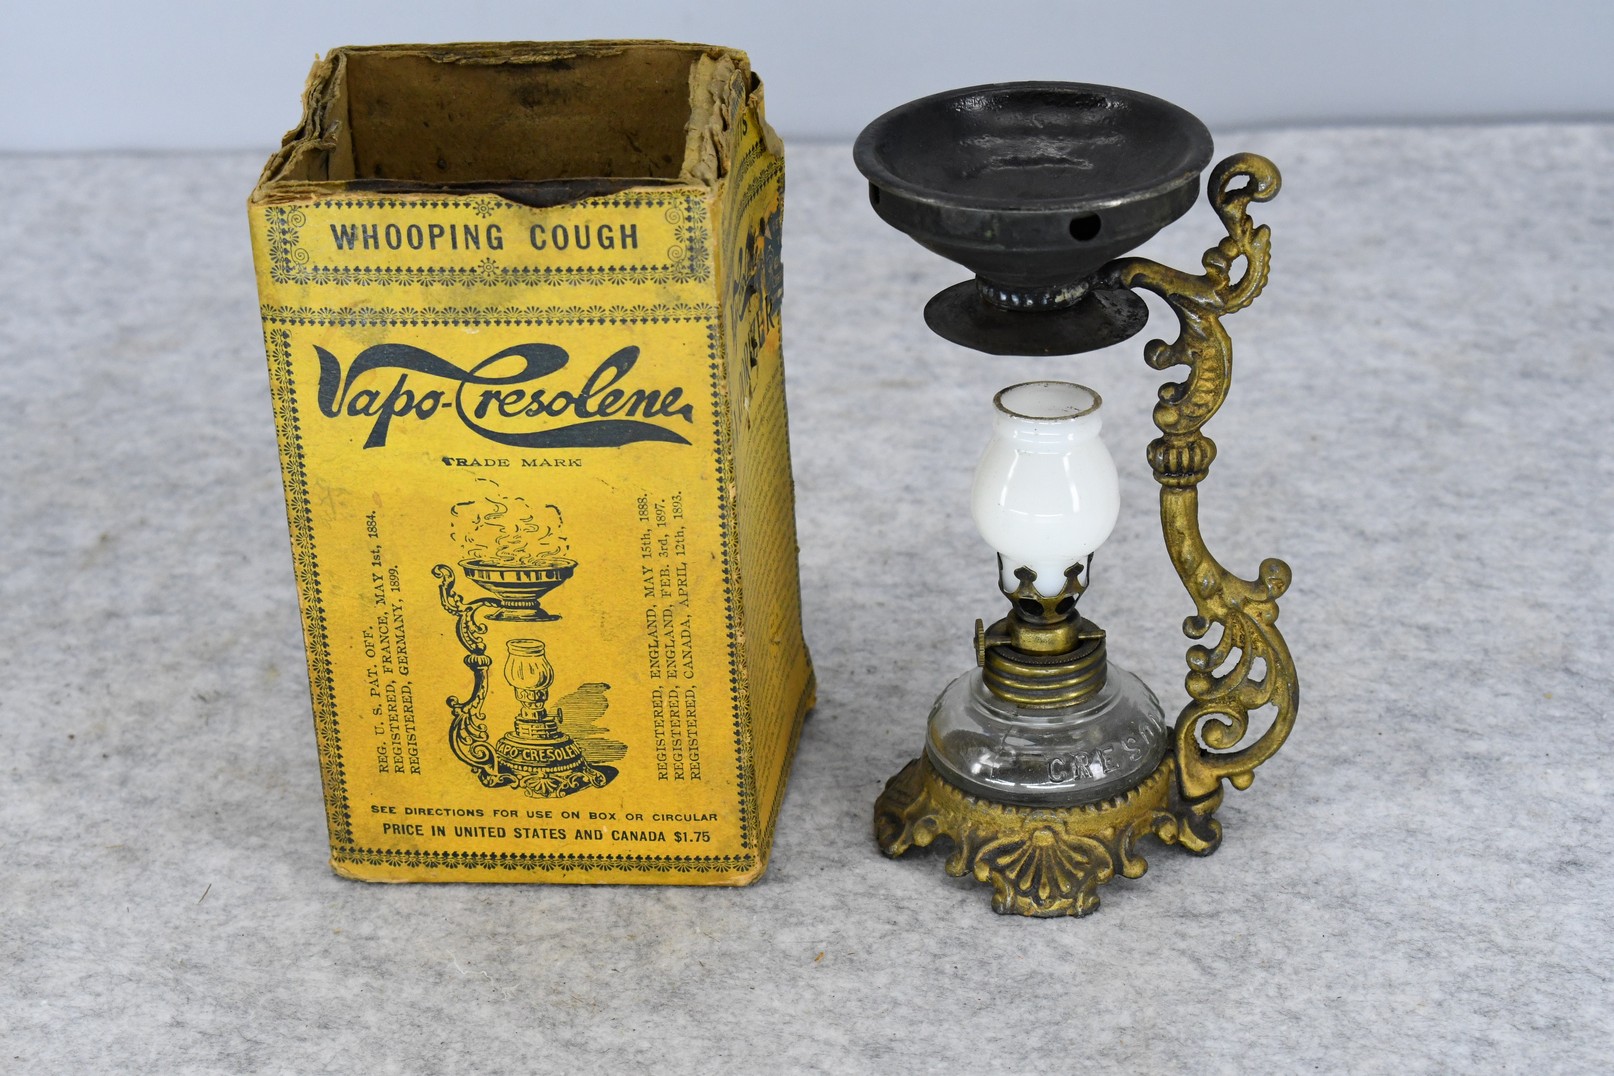 WHOOPING COUGH
Vapo-Cresolene
TRADE MARK
REG. U. S. PAT. OFF.
REGISTERED, FRANCE, MAY 1st, 1884.
REGISTERED, GERMANY, 1899.
REGISTERED, ENGLAND, MAY 15th, 1888.
REGISTERED, ENGLAND, FEB. 3rd, 1897.
REGISTERED, CANADA, APRIL 12th, 1893.
VAPO-CRESOLENE
SEE DIRECTIONS FOR USE ON BOX OR CIRCULAR
PRICE IN UNITED STATES AND CANADA $1.75
CRESO